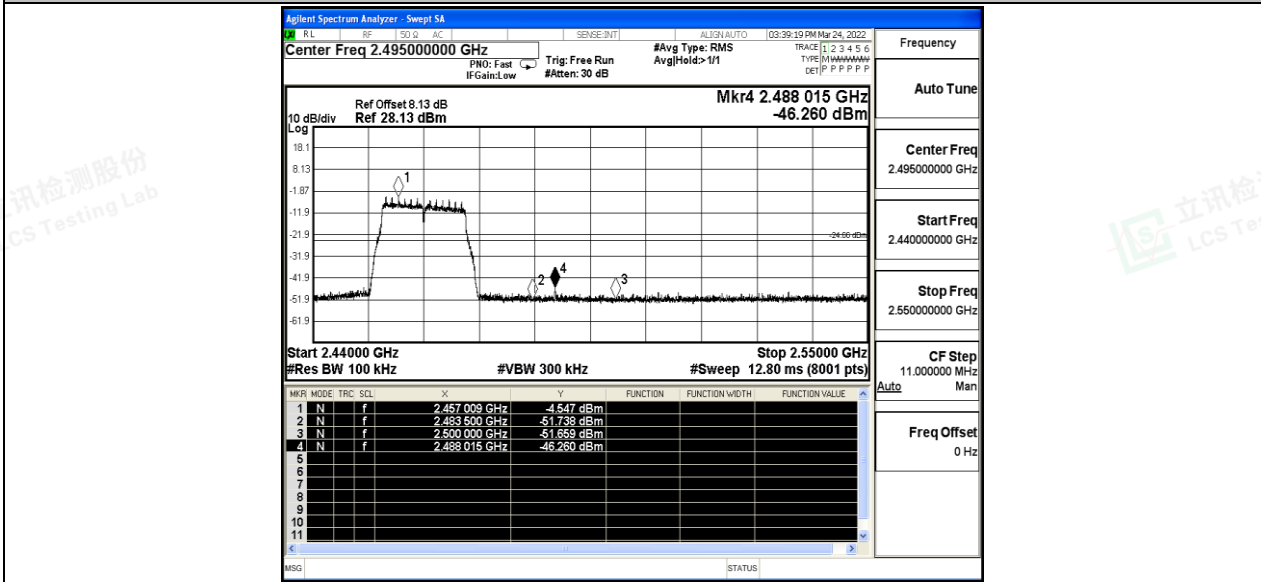 Agilent Spectrum Analyzer - Swept SA
RL RF 50 Ω AC SENSE:INT ALIGN AUTO 03:39:19 PM Mar 24, 2022
Center Freq 2.495000000 GHz
PNO: Fast
IFGain:Low
Trig: Free Run
#Atten: 30 dB
#Avg Type: RMS
Avg|Hold:>1/1
TRACE 1 2 3 4 5 6
TYPE M WWWWW
DET P P P P P P
Frequency
Auto Tune
Center Freq
2.495000000 GHz
Start Freq
2.440000000 GHz
Stop Freq
2.550000000 GHz
CF Step
11.000000 MHz
Auto Man
Freq Offset
0 Hz
Mkr4 2.488 015 GHz
-46.260 dBm
Ref Offset 8.13 dB
10 dB/div Ref 28.13 dBm
Log
18.1
8.13
-1.87
-11.9
-21.9
-31.9
-41.9
-51.9
-61.9
1
2
4
3
Start 2.44000 GHz Stop 2.55000 GHz
#Res BW 100 kHz #VBW 300 kHz #Sweep 12.80 ms (8001 pts)
MKR MODE TRC SCL X Y FUNCTION FUNCTION WIDTH FUNCTION VALUE
1 N f 2.457 009 GHz -4.547 dBm
2 N f 2.483 500 GHz -51.738 dBm
3 N f 2.500 000 GHz -51.659 dBm
4 N f 2.488 015 GHz -46.260 dBm
5
6
7
8
9
10
11
MSG STATUS
讯检测股份
CS Testing Lab
立讯检
LCS Te